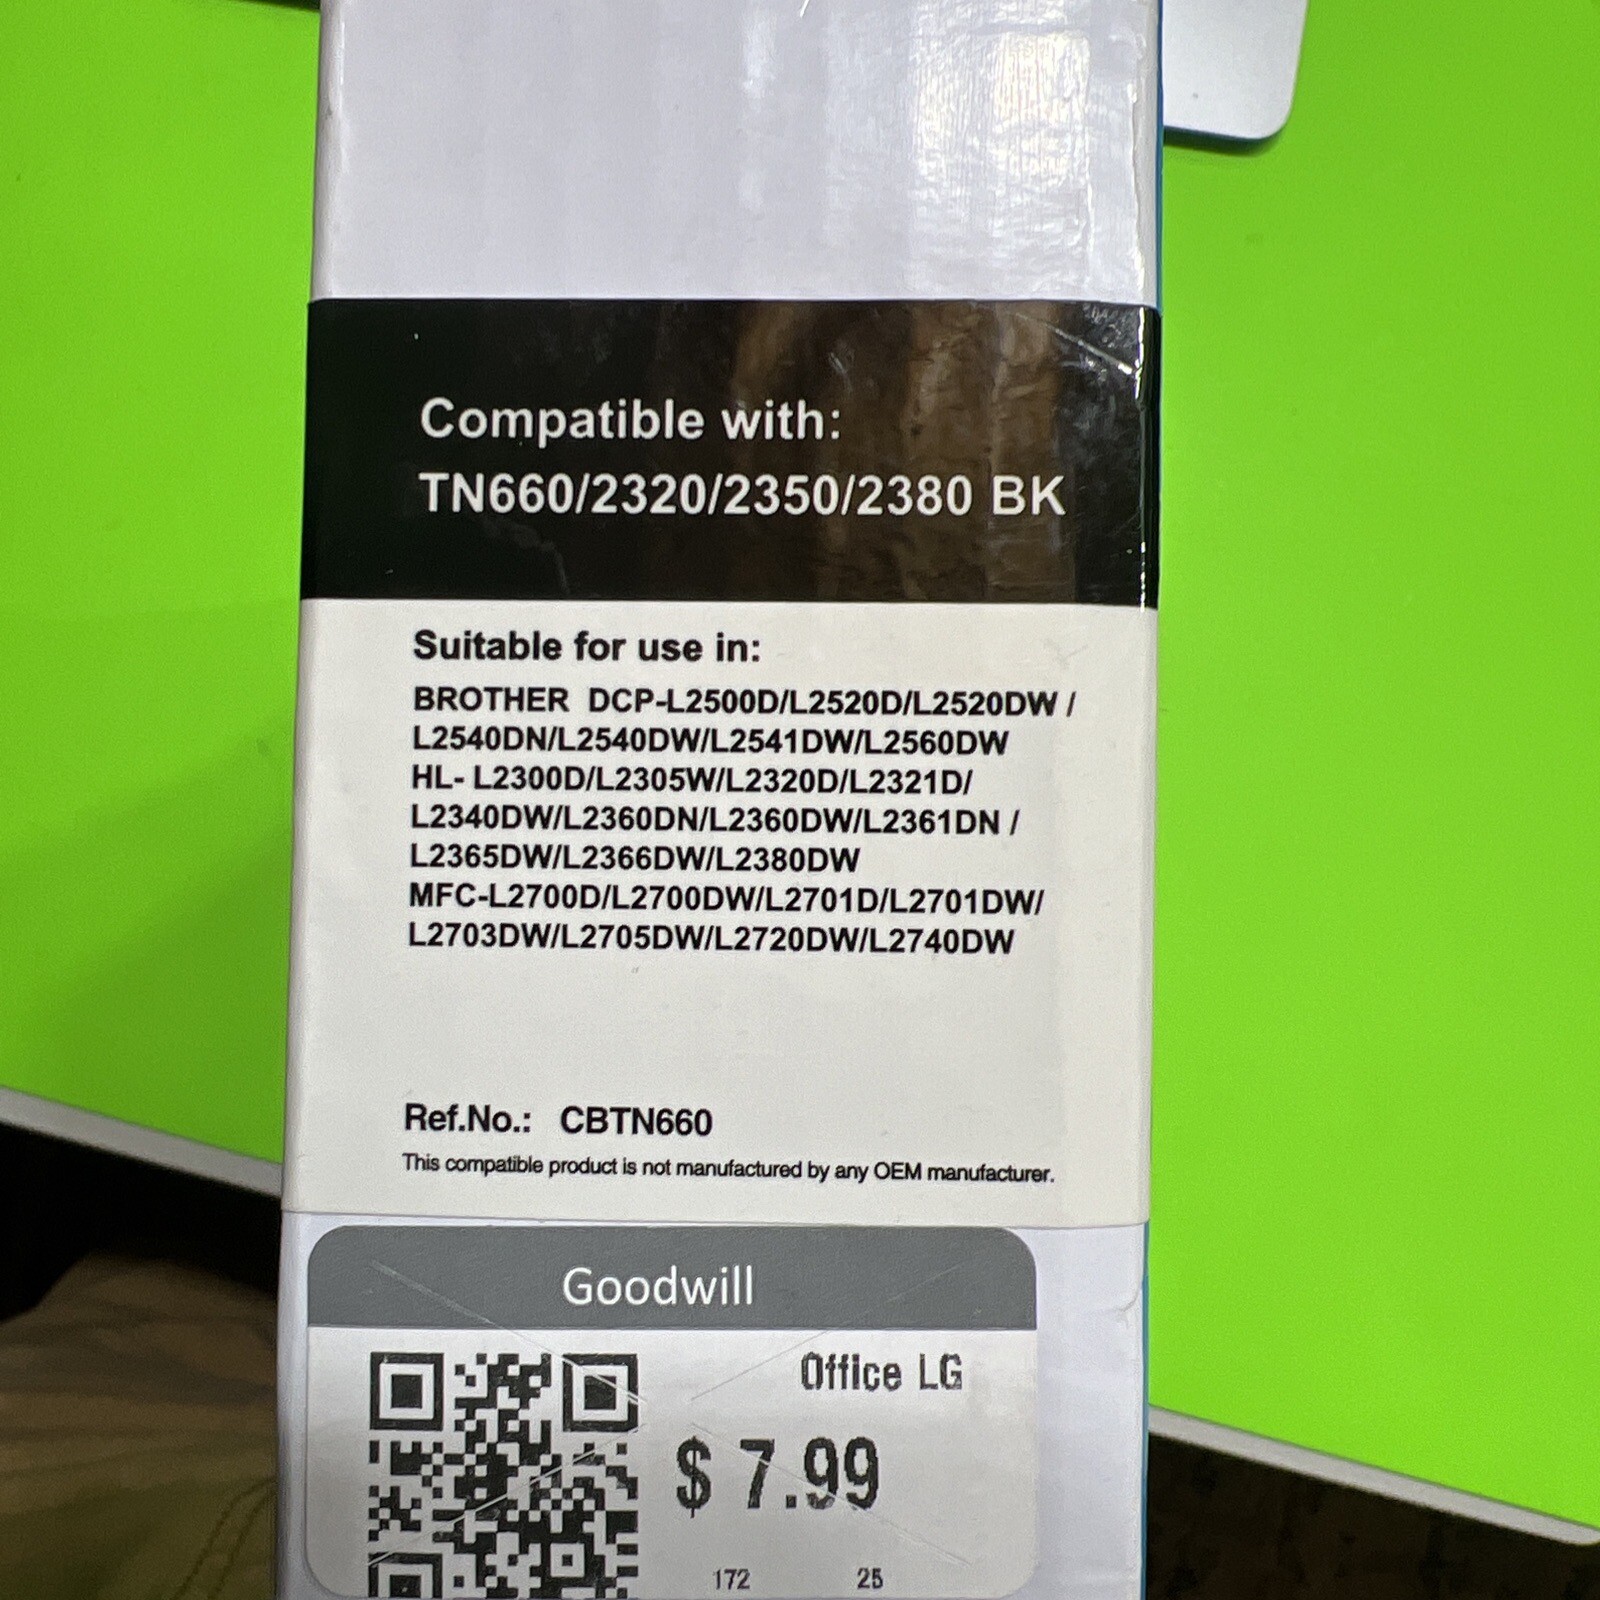 Compatible with:
TN660/2320/2350/2380 BK
Suitable for use in:
BROTHER DCP-L2500D/L2520D/L2520DW /
L2540DN/L2540DW/L2541DW/L2560DW
HL- L2300D/L2305W/L2320D/L2321D/
L2340DW/L2360DN/L2360DW/L2361DN /
L2365DW/L2366DW/L2380DW
MFC-L2700D/L2700DW/L2701D/L2701DW/
L2703DW/L2705DW/L2720DW/L2740DW
Ref.No.: CBTN660
This compatible product is not manufactured by any OEM manufacturer.
Goodwill
Office LG
$ 7.99
172 25